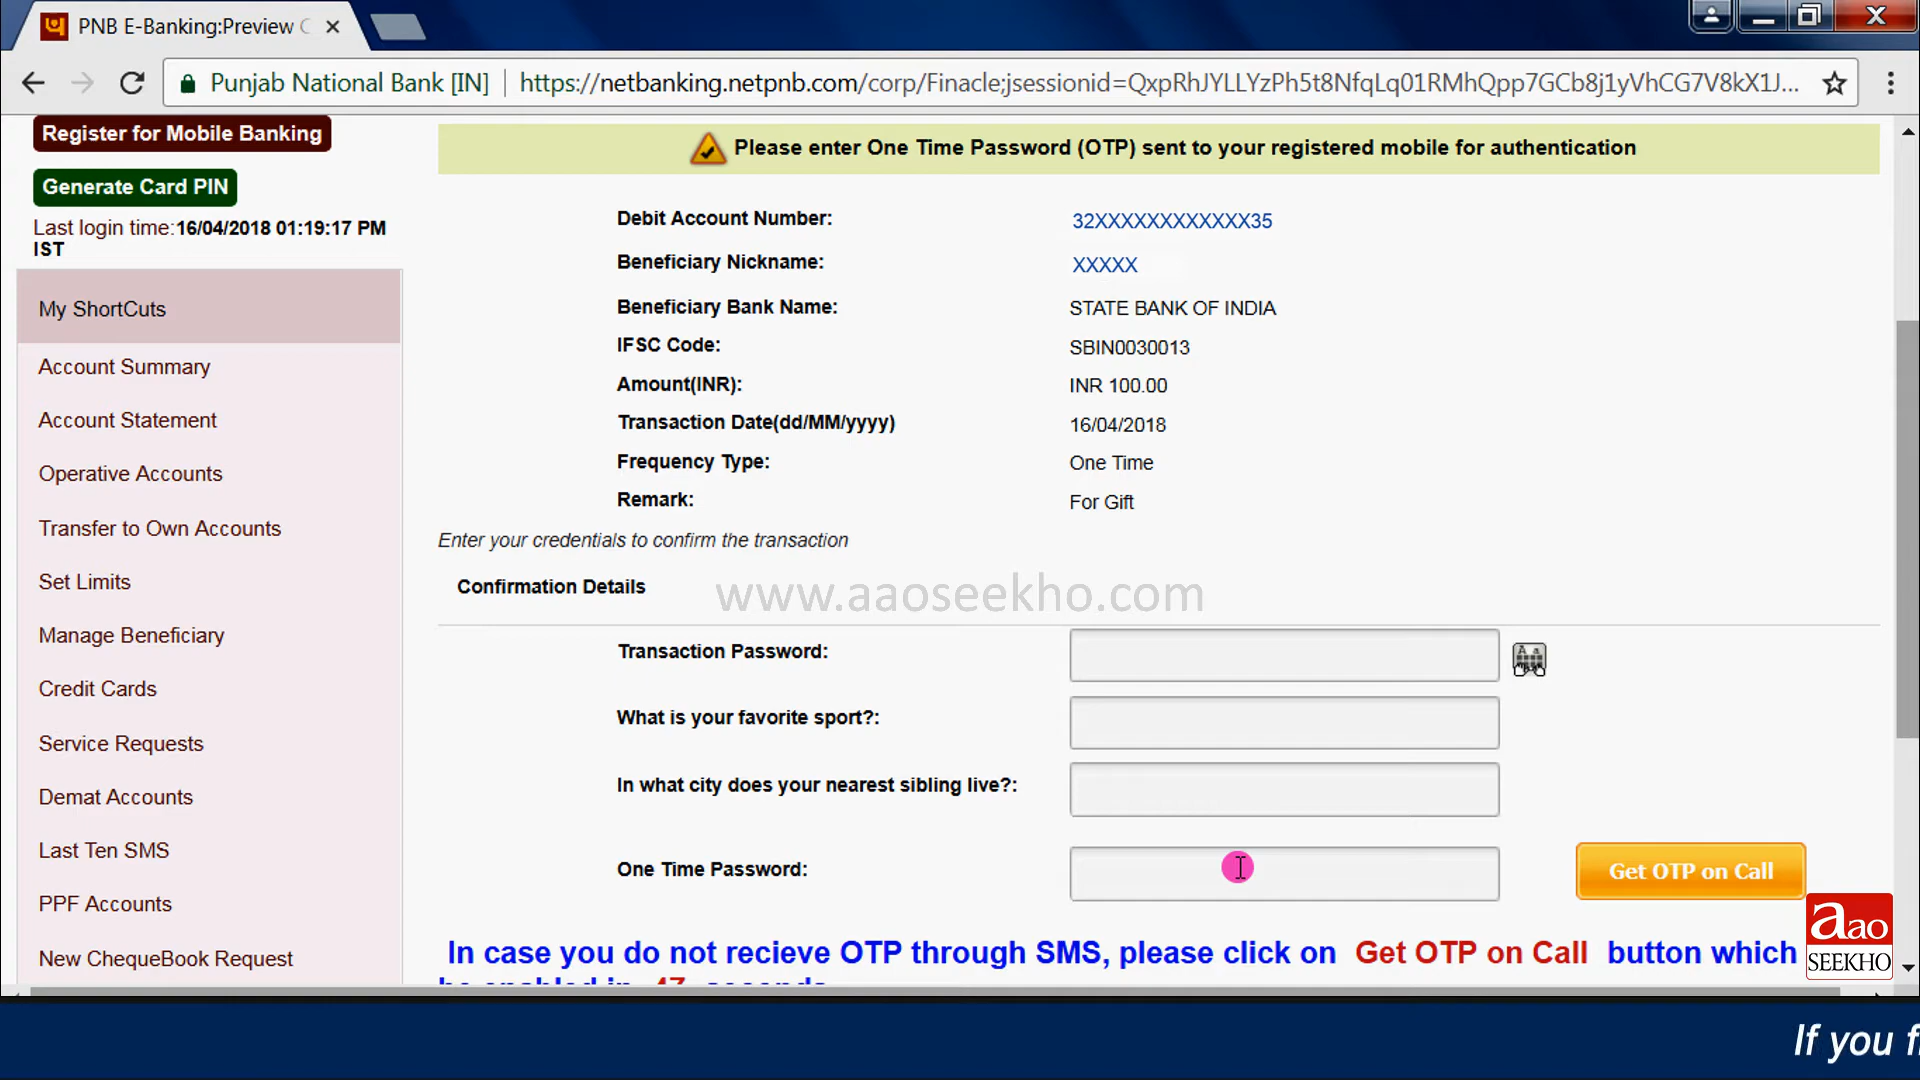 PNB E-Banking:Preview C
Punjab National Bank [IN]
https://netbanking.netpnb.com/corp/Finacle;jsessionid=QxpRhJYLLYzPh5t8NfqLq01RMhQpp7GCb8j1yVhCG7V8kX1J...
Register for Mobile Banking
Generate Card PIN
Last login time:16/04/2018 01:19:17 PM
IST
My ShortCuts
Account Summary
Account Statement
Operative Accounts
Transfer to Own Accounts
Set Limits
Manage Beneficiary
Credit Cards
Service Requests
Demat Accounts
Last Ten SMS
PPF Accounts
New ChequeBook Request
Please enter One Time Password (OTP) sent to your registered mobile for authentication
Debit Account Number: 32XXXXXXXXXXXX35
Beneficiary Nickname: XXXXX
Beneficiary Bank Name: STATE BANK OF INDIA
IFSC Code: SBIN0030013
Amount(INR): INR 100.00
Transaction Date(dd/MM/yyyy) 16/04/2018
Frequency Type: One Time
Remark: For Gift
Enter your credentials to confirm the transaction
Confirmation Details
www.aaoseekho.com
Transaction Password:
What is your favorite sport?:
In what city does your nearest sibling live?:
One Time Password:
Get OTP on Call
In case you do not recieve OTP through SMS, please click on Get OTP on Call button which
be enabled in 47 seconds
aao
SEEKHO
If you f